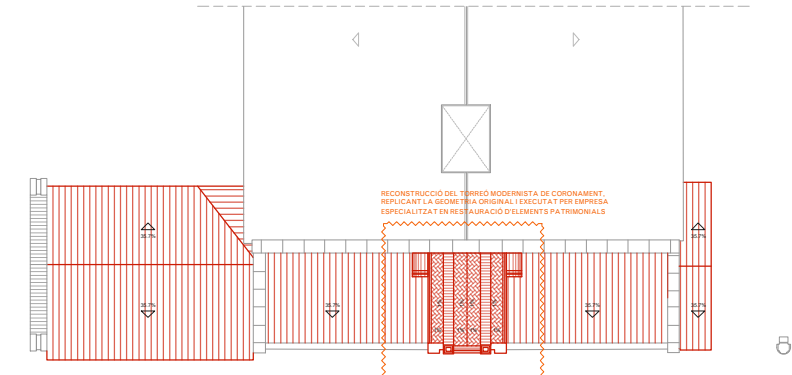 RECONSTRUCCIÓ DEL TORREÓ MODERNISTA DE CORONAMENT,
REPLICANT LA GEOMETRIA ORIGINAL I EXECUTAT PER EMPRESA
ESPECIALITZAT EN RESTAURACIÓ D'ELEMENTS PATRIMONIALS
35.7%
35.7%
35.7%
35.7%
35.7%
35.7%